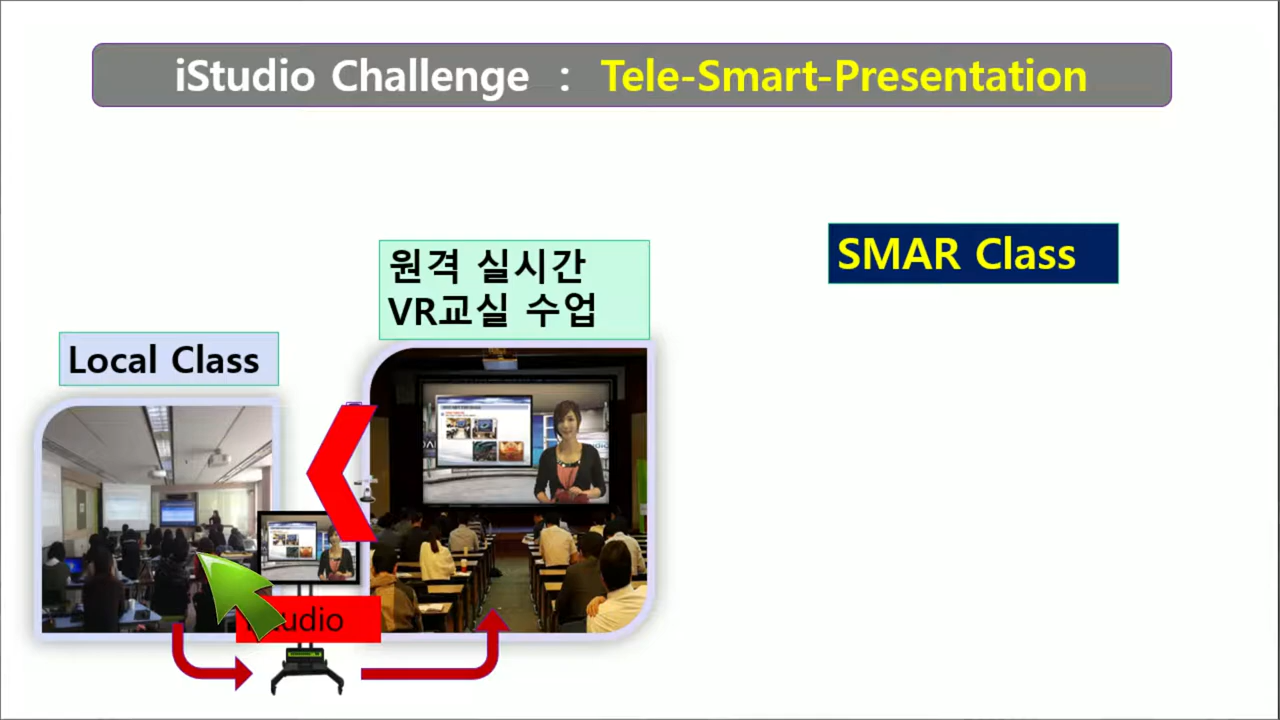 iStudio Challenge : Tele-Smart-Presentation
SMAR Class
원격 실시간
VR교실 수업
Local Class